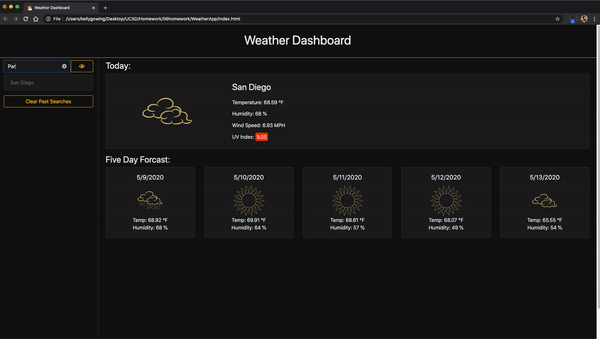 Weather Dashboard
File | /Users/kellygowing/Desktop/UCSD/Homework/06homework/WeatherApp/index.html
Weather Dashboard
Par
San Diego
Clear Past Searches
Today:
San Diego
Temperature: 68.59 °F
Humidity: 68 %
Wind Speed: 6.93 MPH
UV Index: 9.55
Five Day Forcast:
5/9/2020
Temp: 68.92 °F
Humidity: 68 %
5/10/2020
Temp: 69.91 °F
Humidity: 64 %
5/11/2020
Temp: 68.61 °F
Humidity: 57 %
5/12/2020
Temp: 68.07 °F
Humidity: 49 %
5/13/2020
Temp: 65.55 °F
Humidity: 54 %